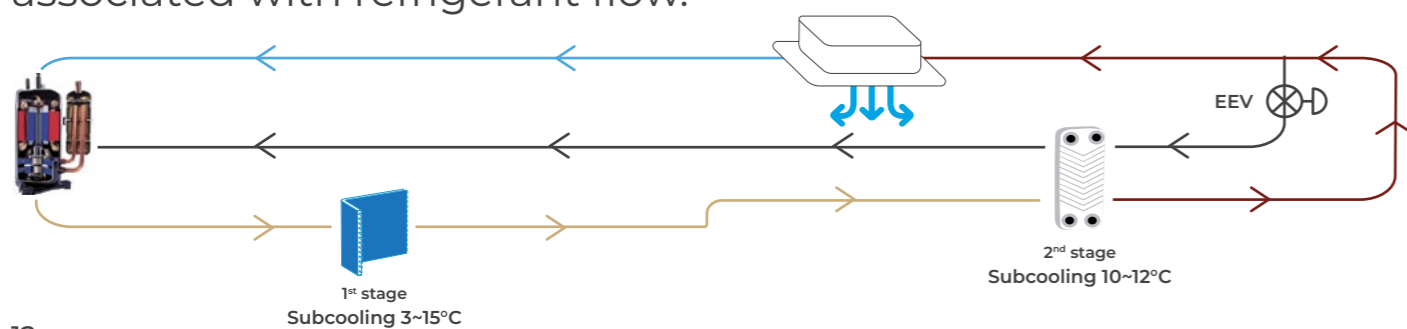 associated with refrigerant flow.
EEV
2nd stage
Subcooling 10~12°C
1st stage
Subcooling 3~15°C